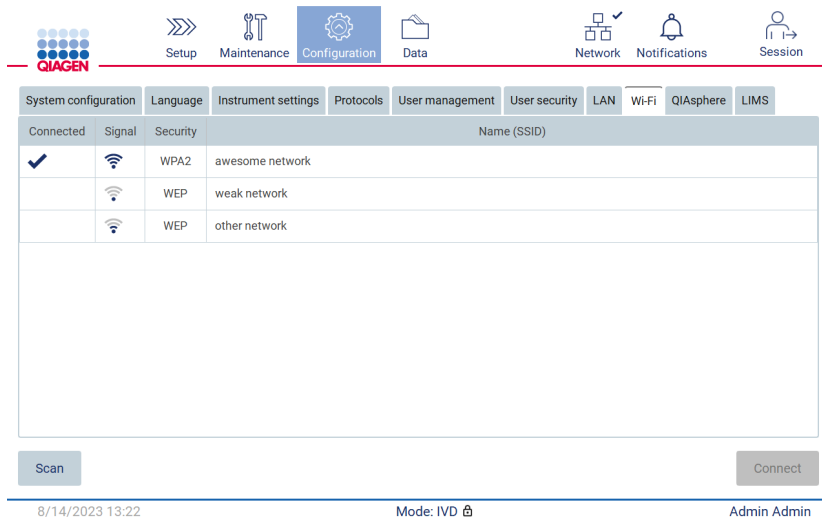 QIAGEN
Setup Maintenance Configuration Data Network Notifications Session
System configuration Language Instrument settings Protocols User management User security LAN Wi-Fi QIAsphere LIMS
Connected Signal Security Name (SSID)
WPA2 awesome network
WEP weak network
WEP other network
Scan Connect
8/14/2023 13:22 Mode: IVD Admin Admin